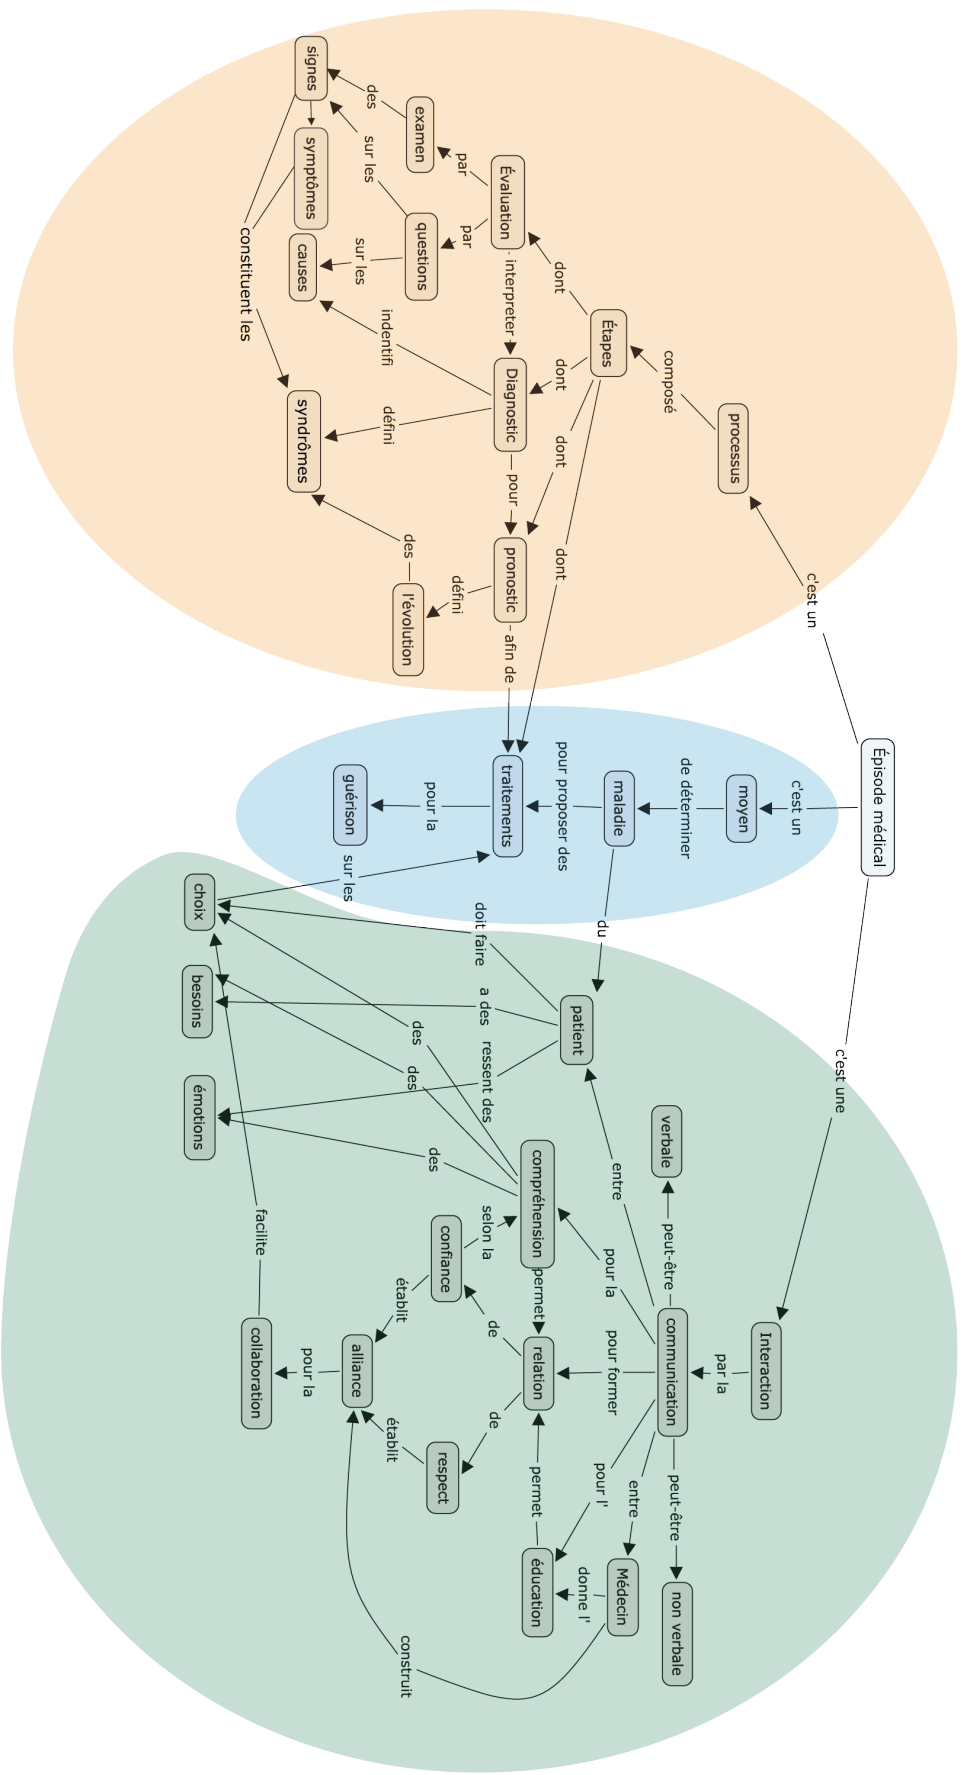 Épisode médical
c'est un
c'est un
c'est une
processus
moyen
Interaction
composé
de déterminer
par la
Étapes
maladie
verbale
peut-être
communication
peut-être
non verbale
dont
dont
dont
dont
pour proposer des
du
patient
entre
pour la
pour former
pour l'
entre
Médecin
donne l'
Évaluation
interpreter
Diagnostic
pour
pronostic
afin de
traitements
compréhension
permet
relation
permet
éducation
par
par
défini
pour la
doit faire
a des
ressent des
des
des
des
selon la
de
de
examen
questions
l'évolution
confiance
respect
des
sur les
sur les
indentifi
défini
des
guérison
sur les
établit
établit
construit
alliance
pour la
signes
symptômes
causes
syndrômes
constituent les
collaboration
facilite
choix
besoins
émotions